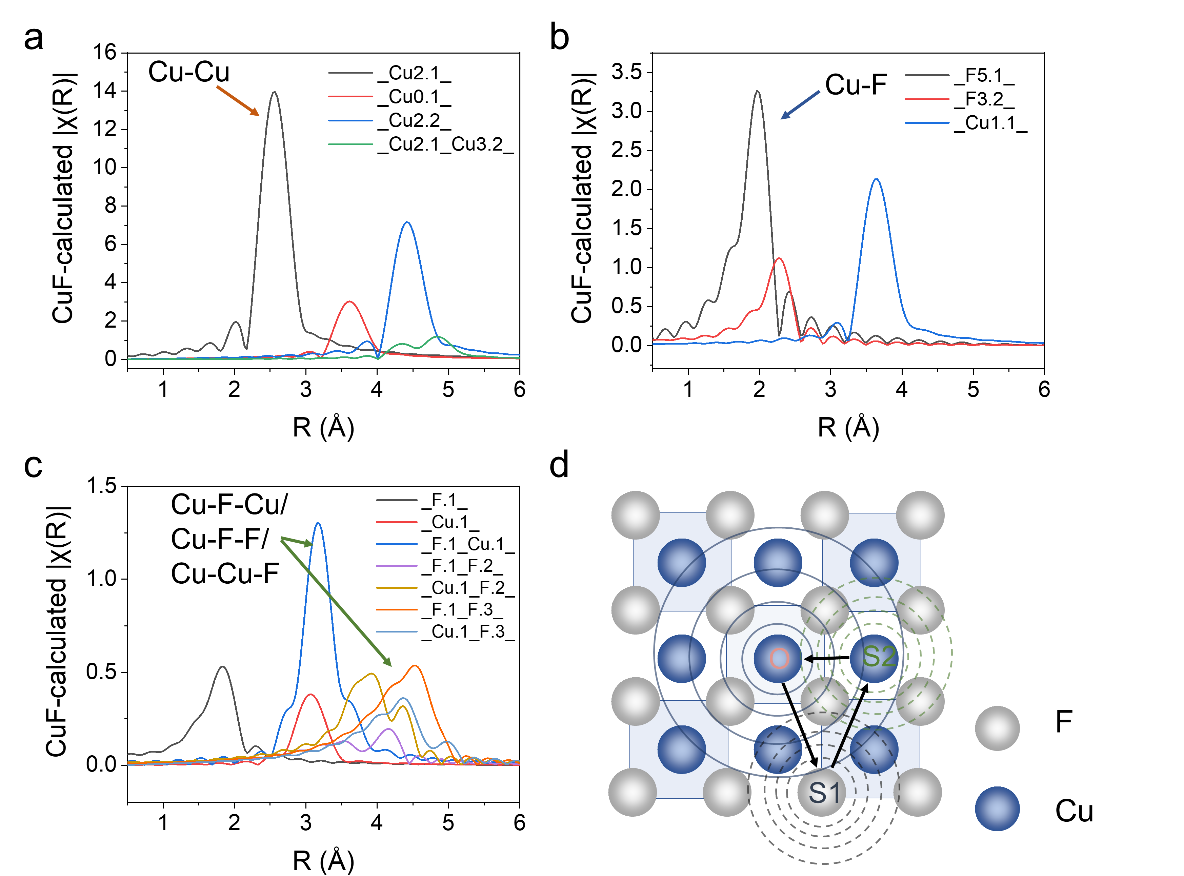 a
CuF-calculated |χ(R)|
16
14
12
10
8
6
4
2
0
Cu-Cu
_Cu2.1_
_Cu0.1_
_Cu2.2_
_Cu2.1_Cu3.2_
1 2 3 4 5 6
R (Å)
b
CuF-calculated |χ(R)|
3.5
3.0
2.5
2.0
1.5
1.0
0.5
0.0
Cu-F
_F5.1_
_F3.2_
_Cu1.1_
1 2 3 4 5 6
R (Å)
c
CuF-calculated |χ(R)|
1.5
1.0
0.5
0.0
Cu-F-Cu/
Cu-F-F/
Cu-Cu-F
_F.1_
_Cu.1_
_F.1_Cu.1_
_F.1_F.2_
_Cu.1_F.2_
_F.1_F.3_
_Cu.1_F.3_
1 2 3 4 5 6
R (Å)
d
O
S2
S1
F
Cu